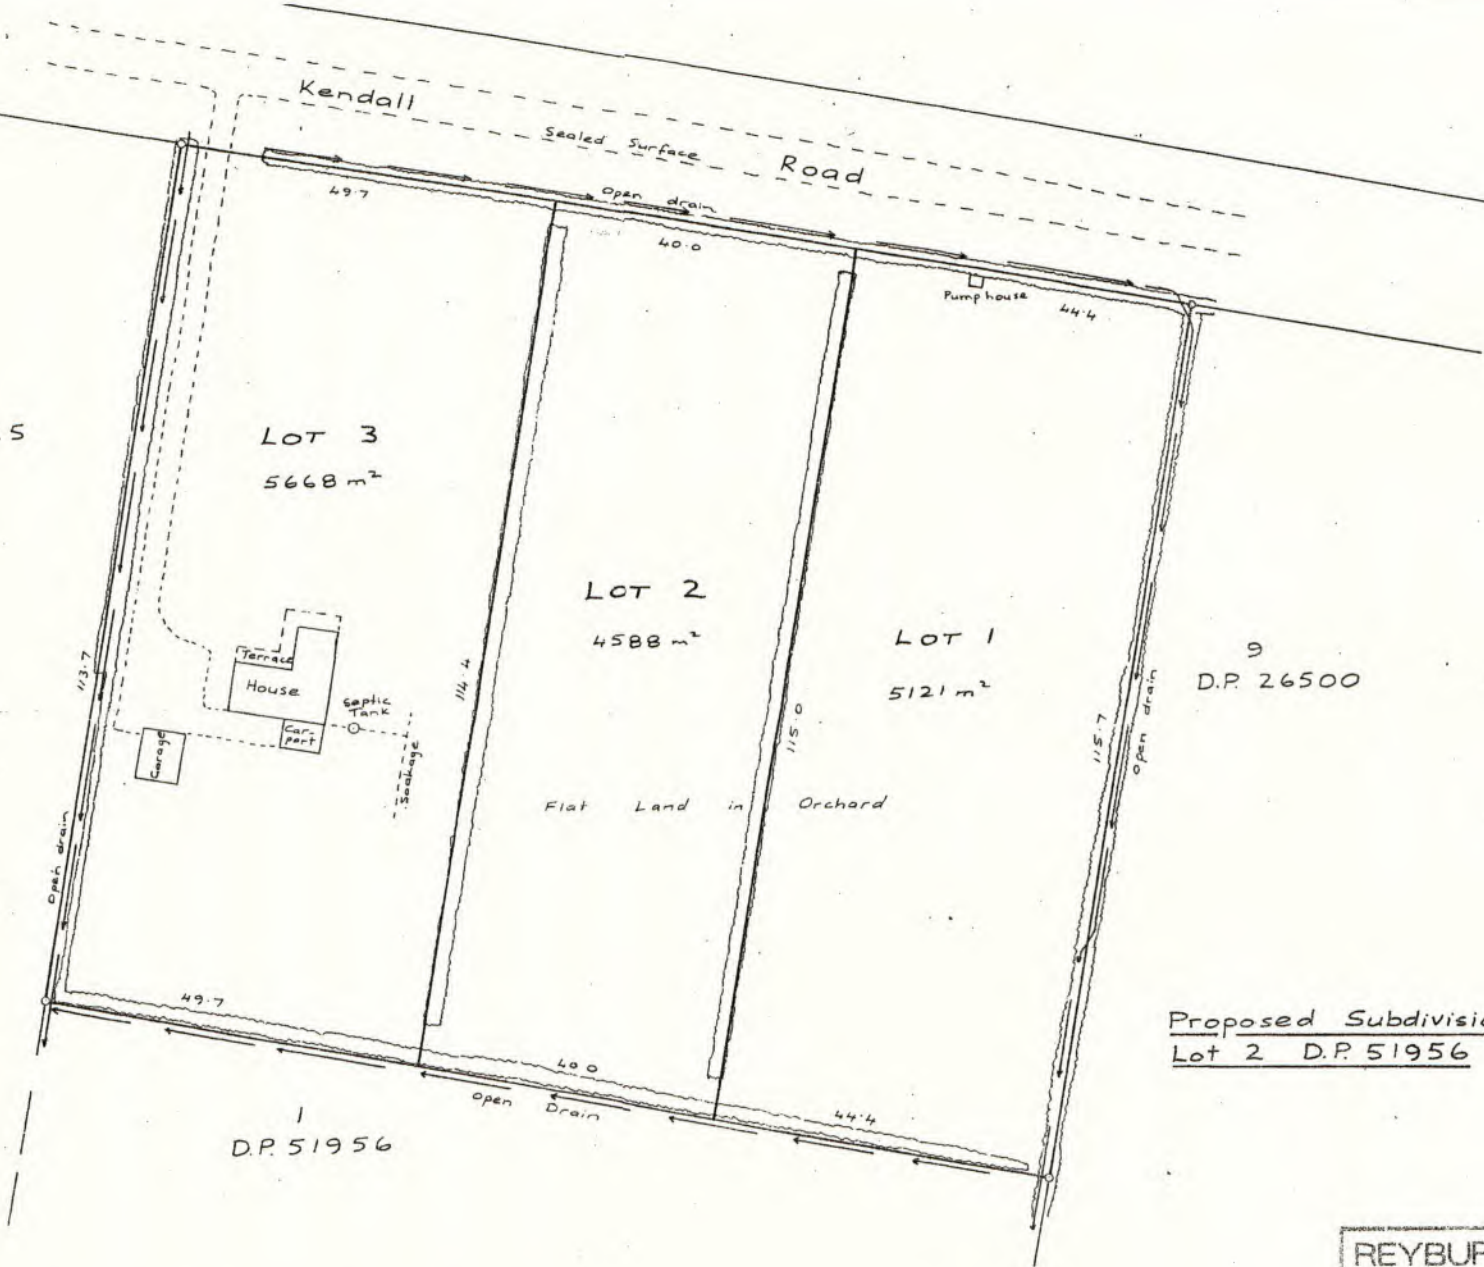 Kendall
Sealed Surface
Road
49.7
Open drain
40.0
Pump house
44.4
5
LOT 3
5668 m²
LOT 2
4588 m²
LOT 1
5121 m²
9
D.P. 26500
Terrace
House
Septic
Tank
Car-
port
Garage
Soakage
113.7
114.4
115.0
115.7
Open drain
Flat Land in Orchard
Open drain
49.7
40.0
44.4
Open Drain
1
D.P. 51956
Proposed Subdivisi
Lot 2 D.P. 51956
REYBUR